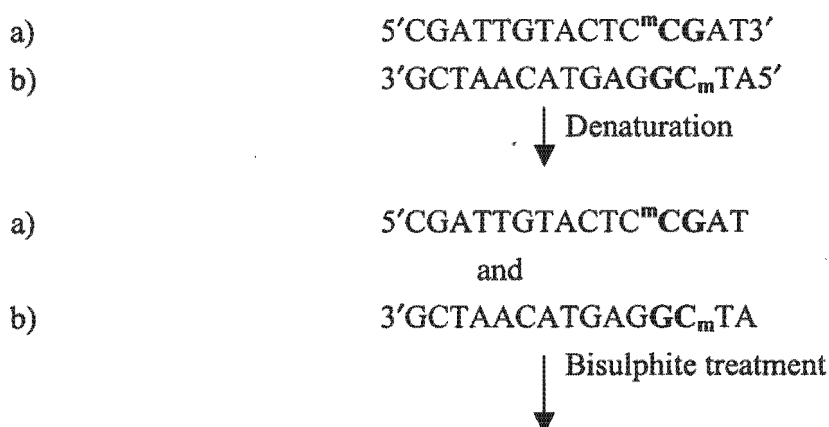 a) 5′CGATTGTACTCᵐCGAT3′
b) 3′GCTAACATGAGGCₘTA5′
Denaturation
a) 5′CGATTGTACTCᵐCGAT
and
b) 3′GCTAACATGAGGCₘTA
Bisulphite treatment